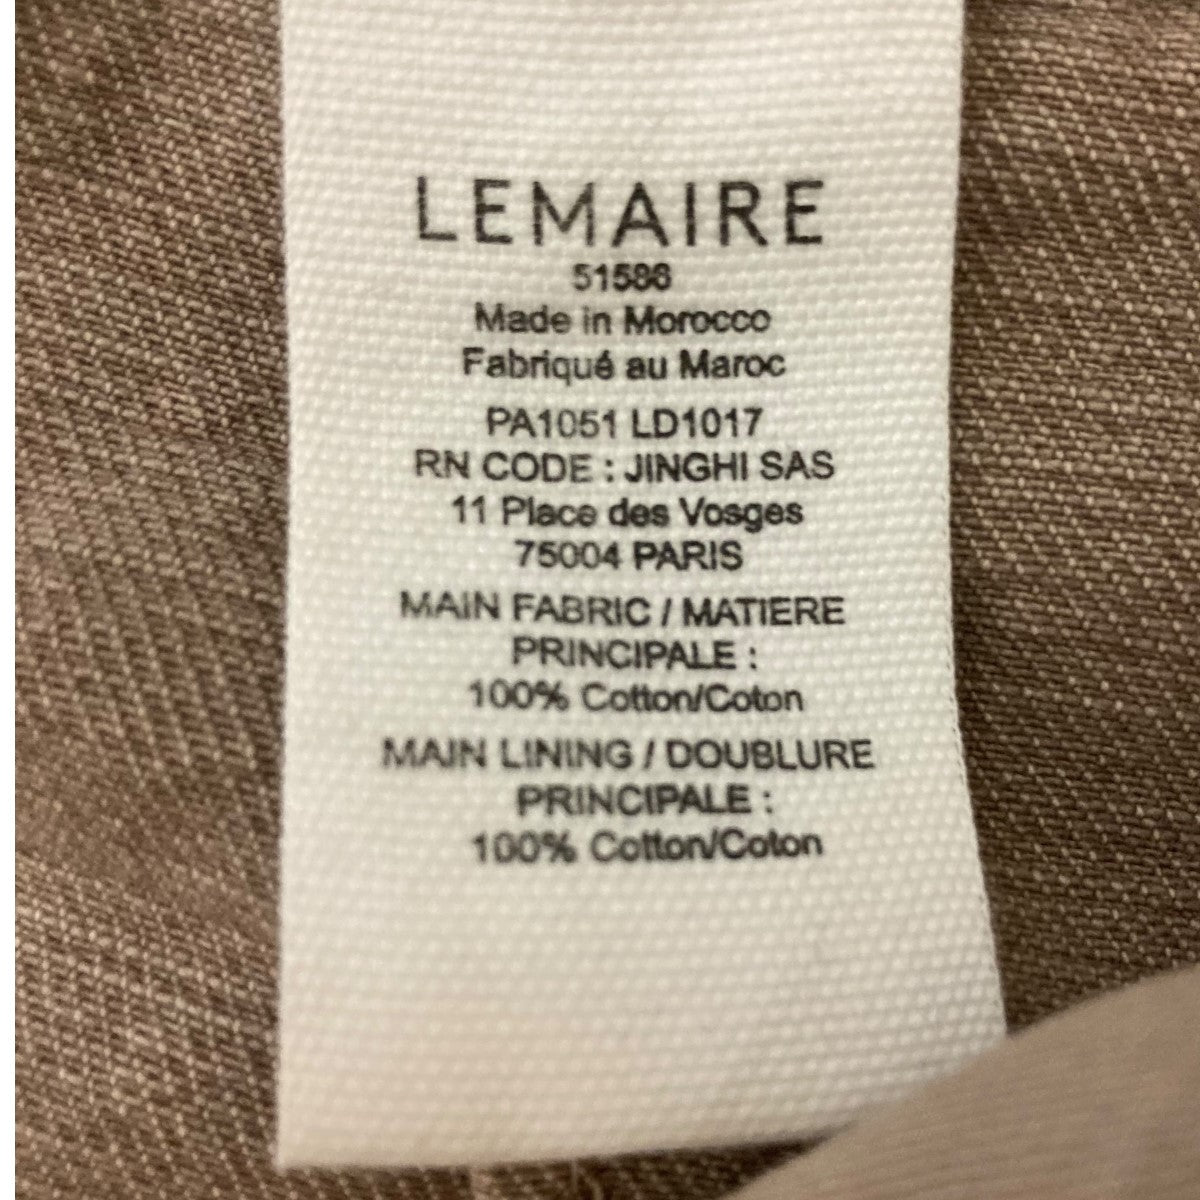 LEMAIRE
51588
Made in Morocco
Fabriqué au Maroc
PA1051 LD1017
RN CODE : JINGHI SAS
11 Place des Vosges
75004 PARIS
MAIN FABRIC / MATIERE
PRINCIPALE :
100% Cotton/Coton
MAIN LINING / DOUBLURE
PRINCIPALE :
100% Cotton/Coton